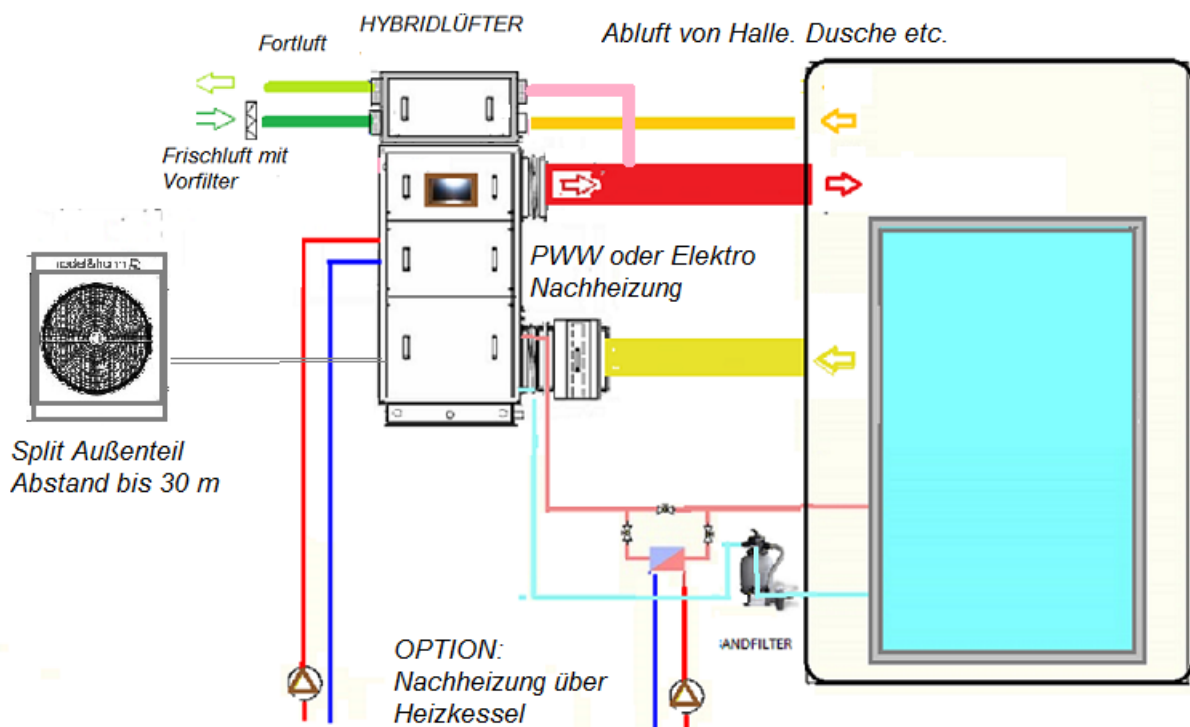 HYBRIDLÜFTER
Fortluft
Abluft von Halle. Dusche etc.
Frischluft mit
Vorfilter
PWW oder Elektro
Nachheizung
Split Außenteil
Abstand bis 30 m
ANDFILTER
OPTION:
Nachheizung über
Heizkessel